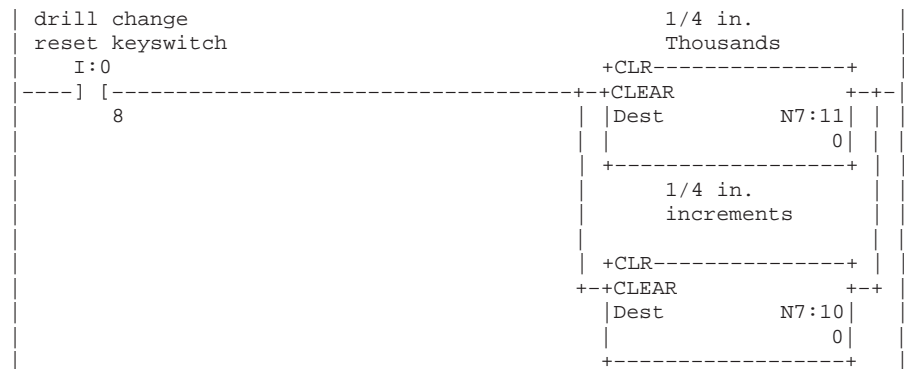 | drill change                                         1/4 in.            |
| reset keyswitch                                      Thousands          |
|    I:0                                           +CLR---------------+   |
|----] [-----------------------------------------+-+CLEAR             +-+-|
|       8                                        | |Dest         N7:11| | |
|                                                | |                 0| | |
|                                                | +------------------+ | |
|                                                |      1/4 in.         | |
|                                                |      increments      | |
|                                                |                      | |
|                                                | +CLR---------------+ | |
|                                                +-+CLEAR             +-+ |
|                                                  |Dest         N7:10|   |
|                                                  |                 0|   |
|                                                  +------------------+   |